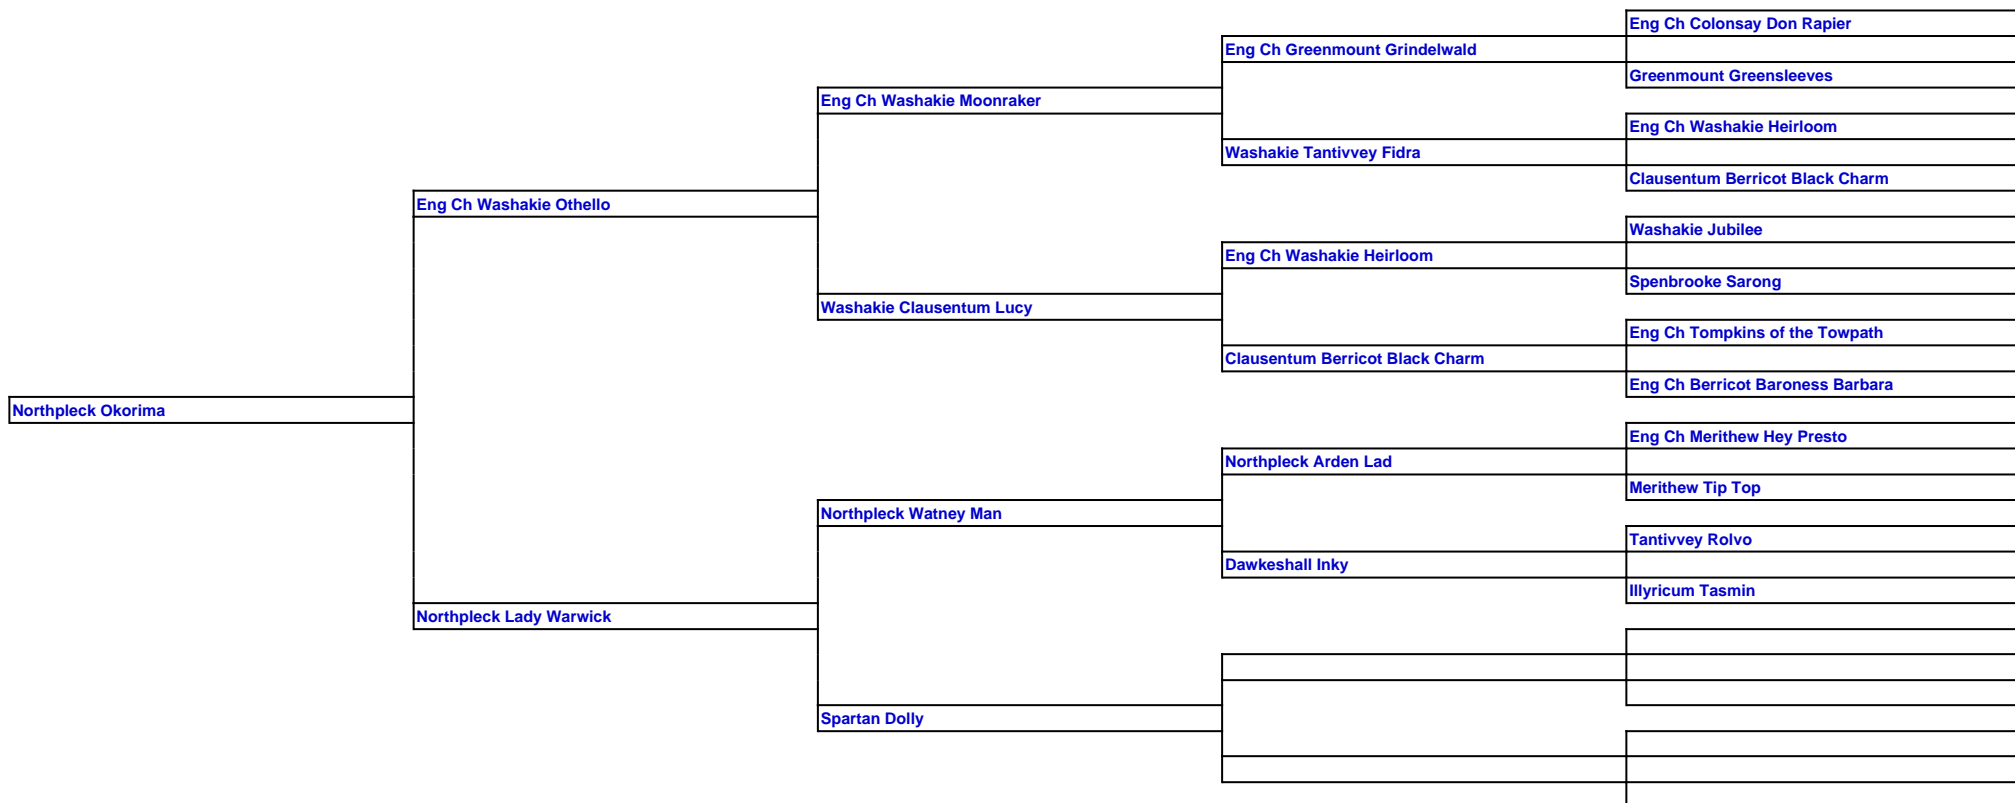 Eng Ch Colonsay Don Rapier
Eng Ch Greenmount Grindelwald
Greenmount Greensleeves
Eng Ch Washakie Moonraker
Eng Ch Washakie Heirloom
Washakie Tantivvey Fidra
Clausentum Berricot Black Charm
Eng Ch Washakie Othello
Washakie Jubilee
Eng Ch Washakie Heirloom
Spenbrooke Sarong
Washakie Clausentum Lucy
Eng Ch Tompkins of the Towpath
Clausentum Berricot Black Charm
Eng Ch Berricot Baroness Barbara
Northpleck Okorima
Eng Ch Merithew Hey Presto
Northpleck Arden Lad
Merithew Tip Top
Northpleck Watney Man
Tantivvey Rolvo
Dawkeshall Inky
Illyricum Tasmin
Northpleck Lady Warwick
Spartan Dolly